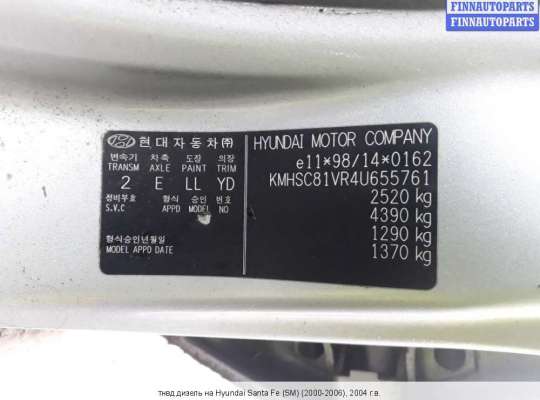 FINNAUTOPARTS
FINNAUTOPARTS
FINNAUTOPARTS
현대자동차㈜
변속기 차축 도장 의장
TRANSM AXLE PAINT TRIM
2 E LL YD
정비부호 형식 승인 번호
S.V.C APPD MODEL NO
형식승인년월일
MODEL APPD DATE
HYUNDAI MOTOR COMPANY
e11*98/14*0162
KMHSC81VR4U655761
2520 kg
4390 kg
1290 kg
1370 kg
тнвд дизель на Hyundai Santa Fe (SM) (2000-2006), 2004 г.в.